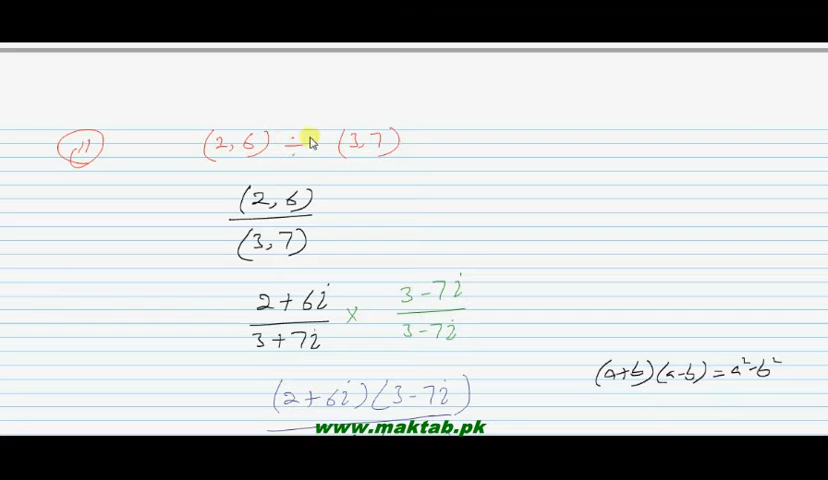 11 (2, 6) ÷ (3, 7)
(2, 6)
(3, 7)
2 + 6i × 3 - 7i
3 + 7i 3 - 7i
(a+b)(a-b) = a² - b²
(2 + 6i)(3 - 7i)
www.maktab.pk